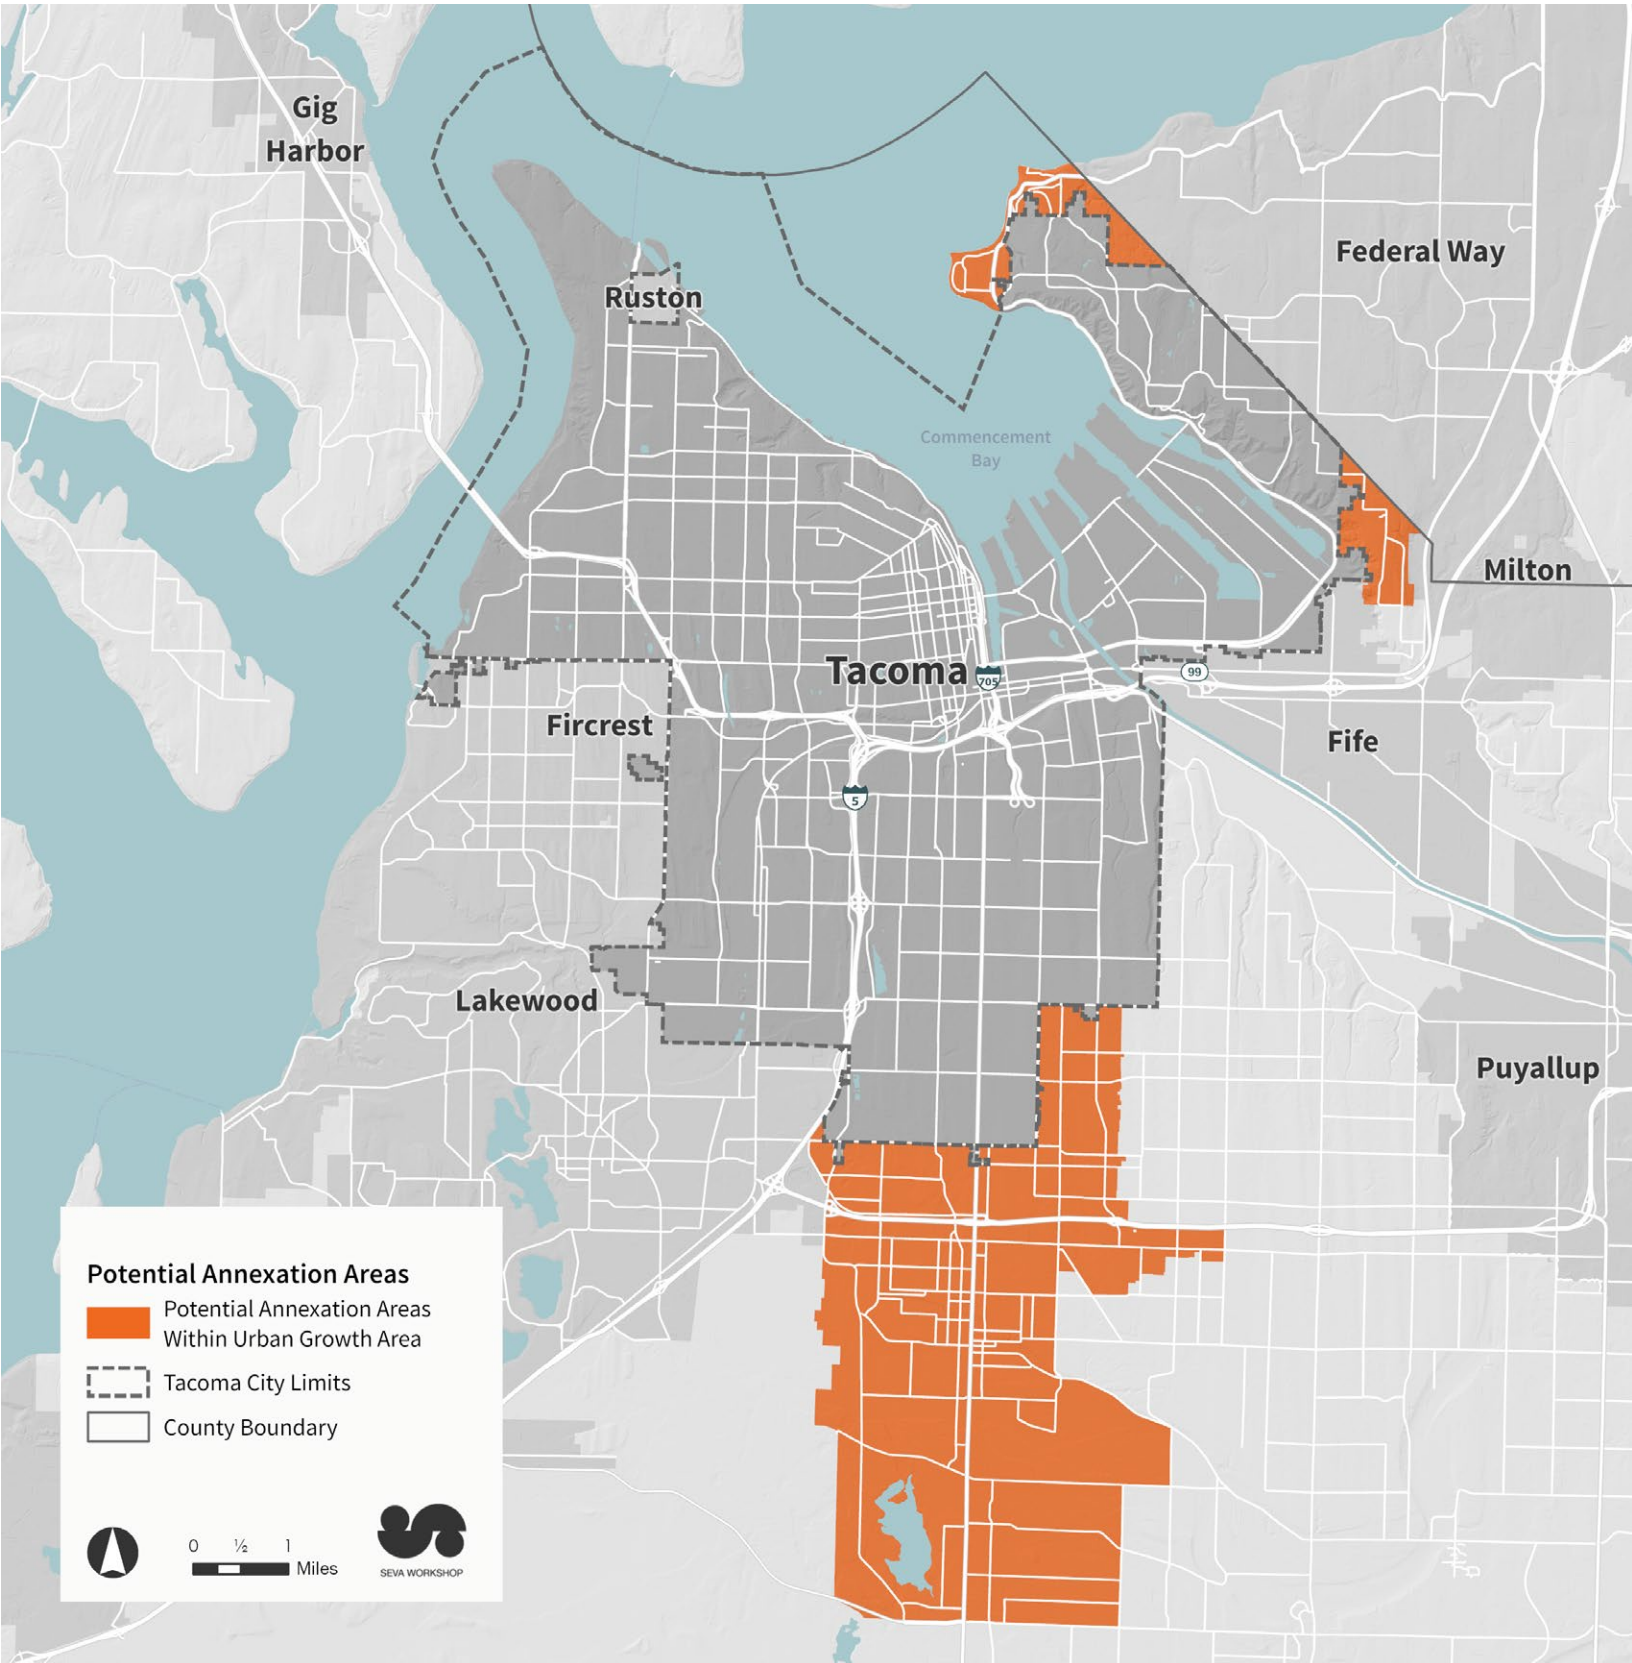 Gig
Harbor
Federal Way
Ruston
Commencement
Bay
Milton
Tacoma
705
99
Fircrest
Fife
5
Lakewood
Puyallup
Potential Annexation Areas
Potential Annexation Areas
Within Urban Growth Area
Tacoma City Limits
County Boundary
0 ½ 1
Miles
SEVA WORKSHOP